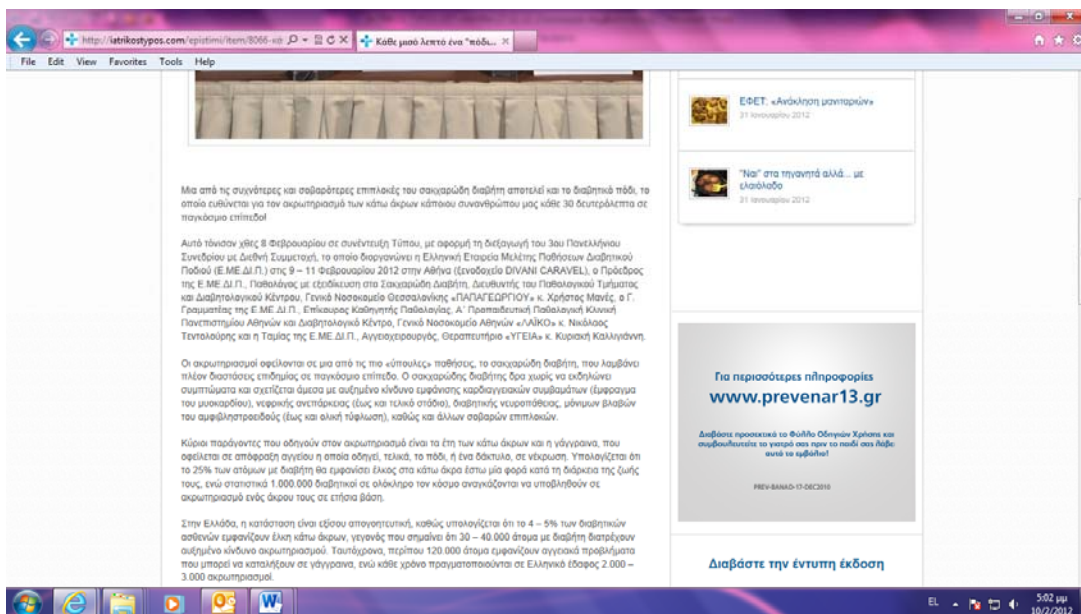 http://iatrikostypos.com/epistimi/item/8066-κά
Κάθε μισό λεπτό ένα "πόδι...
File Edit View Favorites Tools Help
Μια από τις συχνότερες και σοβαρότερες επιπλοκές του σακχαρώδη διαβήτη αποτελεί και το διαβητικό πόδι, το
οποίο ευθύνεται για τον ακρωτηριασμό των κάτω άκρων κάποιου συνανθρώπου μας κάθε 30 δευτερόλεπτα σε
παγκόσμιο επίπεδο!
Αυτό τόνισαν χθες 8 Φεβρουαρίου σε συνέντευξη Τύπου, με αφορμή τη διεξαγωγή του 3ου Πανελλήνιου
Συνεδρίου με Διεθνή Συμμετοχή, το οποίο διοργανώνει η Ελληνική Εταιρεία Μελέτης Παθήσεων Διαβητικού
Ποδιού (Ε.ΜΕ.ΔΙ.Π.) στις 9 – 11 Φεβρουαρίου 2012 στην Αθήνα (ξενοδοχείο DIVANI CARAVEL), ο Πρόεδρος
της Ε.ΜΕ.ΔΙ.Π., Παθολόγος με εξειδίκευση στο Σακχαρώδη Διαβήτη, Διευθυντής του Παθολογικού Τμήματος
και Διαβητολογικού Κέντρου, Γενικό Νοσοκομείο Θεσσαλονίκης «ΠΑΠΑΓΕΩΡΓΙΟΥ» κ. Χρήστος Μανές, ο Γ.
Γραμματέας της Ε.ΜΕ.ΔΙ.Π., Επίκουρος Καθηγητής Παθολογίας, Α΄ Προπαιδευτική Παθολογική Κλινική
Πανεπιστημίου Αθηνών και Διαβητολογικό Κέντρο, Γενικό Νοσοκομείο Αθηνών «ΛΑΪΚΟ» κ. Νικόλαος
Τεντολούρης και η Ταμίας της Ε.ΜΕ.ΔΙ.Π., Αγγειοχειρουργός, Θεραπευτήριο «ΥΓΕΙΑ» κ. Κυριακή Καλλιγιάννη.
Οι ακρωτηριασμοί οφείλονται σε μια από τις πιο «ύπουλες» παθήσεις, το σακχαρώδη διαβήτη, που λαμβάνει
πλέον διαστάσεις επιδημίας σε παγκόσμιο επίπεδο. Ο σακχαρώδης διαβήτης δρα χωρίς να εκδηλώνει
συμπτώματα και σχετίζεται άμεσα με αυξημένο κίνδυνο εμφάνισης καρδιαγγειακών συμβαμάτων (έμφραγμα
του μυοκαρδίου), νεφρικής ανεπάρκειας (έως και τελικό στάδιο), διαβητικής νευροπάθειας, μόνιμων βλαβών
του αμφιβληστροειδούς (έως και ολική τύφλωση), καθώς και άλλων σοβαρών επιπλοκών.
Κύριοι παράγοντες που οδηγούν στον ακρωτηριασμό είναι τα έτη των κάτω άκρων και η γάγγραινα, που
οφείλεται σε απόφραξη αγγείου η οποία οδηγεί, τελικά, το πόδι, ή ένα δάκτυλο, σε νέκρωση. Υπολογίζεται ότι
το 25% των ατόμων με διαβήτη θα εμφανίσει έλκος στα κάτω άκρα έστω μία φορά κατά τη διάρκεια της ζωής
τους, ενώ στατιστικά 1.000.000 διαβητικοί σε ολόκληρο τον κόσμο αναγκάζονται να υποβληθούν σε
ακρωτηριασμό ενός άκρου τους σε ετήσια βάση.
Στην Ελλάδα, η κατάσταση είναι εξίσου απογοητευτική, καθώς υπολογίζεται ότι το 4 – 5% των διαβητικών
ασθενών εμφανίζουν έλκη κάτω άκρων, γεγονός που σημαίνει ότι 30 – 40.000 άτομα με διαβήτη διατρέχουν
αυξημένο κίνδυνο ακρωτηριασμού. Ταυτόχρονα, περίπου 120.000 άτομα εμφανίζουν αγγειακά προβλήματα
που μπορεί να καταλήξουν σε γάγγραινα, ενώ κάθε χρόνο πραγματοποιούνται σε Ελληνικό έδαφος 2.000 –
3.000 ακρωτηριασμοί.
ΕΦΕΤ: «Ανάκληση μανιταριών»
31 Ιανουαρίου 2012
"Ναι" στα τηγανητά αλλά... με
ελαιόλαδο
31 Ιανουαρίου 2012
Για περισσότερες πληροφορίες
www.prevenar13.gr
Διαβάστε προσεκτικά το Φύλλο Οδηγιών Χρήσης και
συμβουλευτείτε το γιατρό σας πριν το παιδί σας λάβει
αυτό το εμβόλιο!
PREV-BANAD-17-DEC2010
Διαβάστε την έντυπη έκδοση
EL
5:02 μμ
10/2/2012